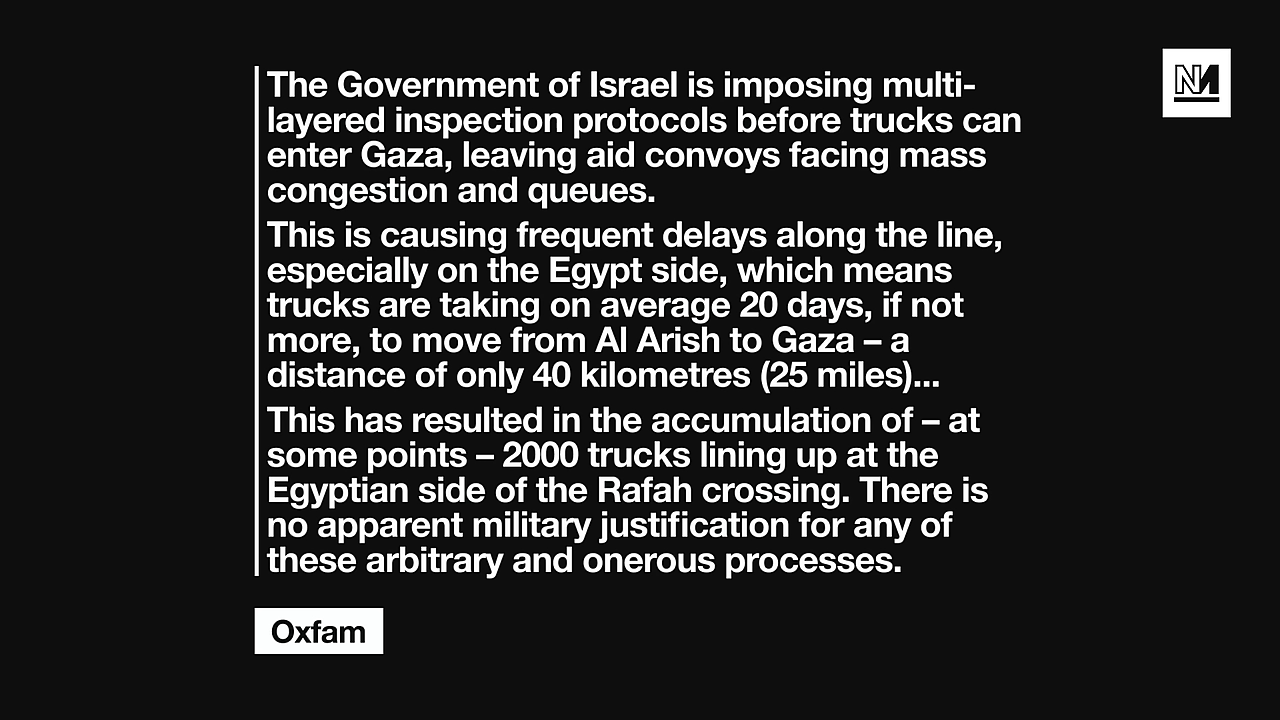 The Government of Israel is imposing multi-
layered inspection protocols before trucks can
enter Gaza, leaving aid convoys facing mass
congestion and queues.
This is causing frequent delays along the line,
especially on the Egypt side, which means
trucks are taking on average 20 days, if not
more, to move from Al Arish to Gaza – a
distance of only 40 kilometres (25 miles)...
This has resulted in the accumulation of – at
some points – 2000 trucks lining up at the
Egyptian side of the Rafah crossing. There is
no apparent military justification for any of
these arbitrary and onerous processes.
Oxfam
NM